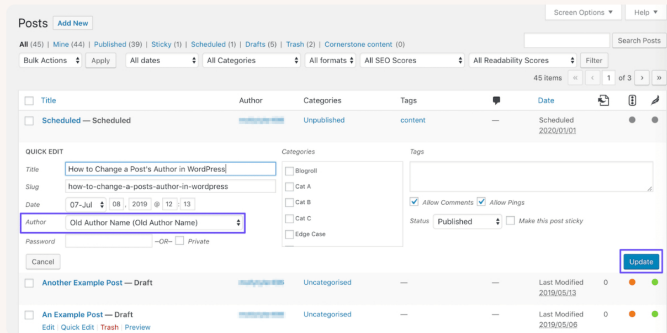 Screen Options ▼ Help ▼
Posts Add New
All (45) | Mine (44) | Published (39) | Sticky (1) | Scheduled (1) | Drafts (5) | Trash (2) | Cornerstone content (0)
Search Posts
Bulk Actions Apply All dates All Categories All formats All SEO Scores All Readability Scores Filter
45 items « ‹ 1 of 3 › »
Title Author Categories Tags Date
Scheduled — Scheduled Unpublished content — Scheduled
2020/01/01
QUICK EDIT Categories Tags
Title How to Change a Post's Author in WordPress
Slug how-to-change-a-posts-author-in-wordpress
Date 07-Jul 08 , 2019 @ 12 : 13
Author Old Author Name (Old Author Name)
Password –OR– Private
Blogroll
Cat A
Cat B
Cat C
Edge Case
Allow Comments Allow Pings
Status Published Make this post sticky
Cancel Update
Another Example Post — Draft Uncategorised — — Last Modified 0
2019/05/13
An Example Post — Draft Uncategorised — — Last Modified 0
2019/05/06
Edit | Quick Edit | Trash | Preview